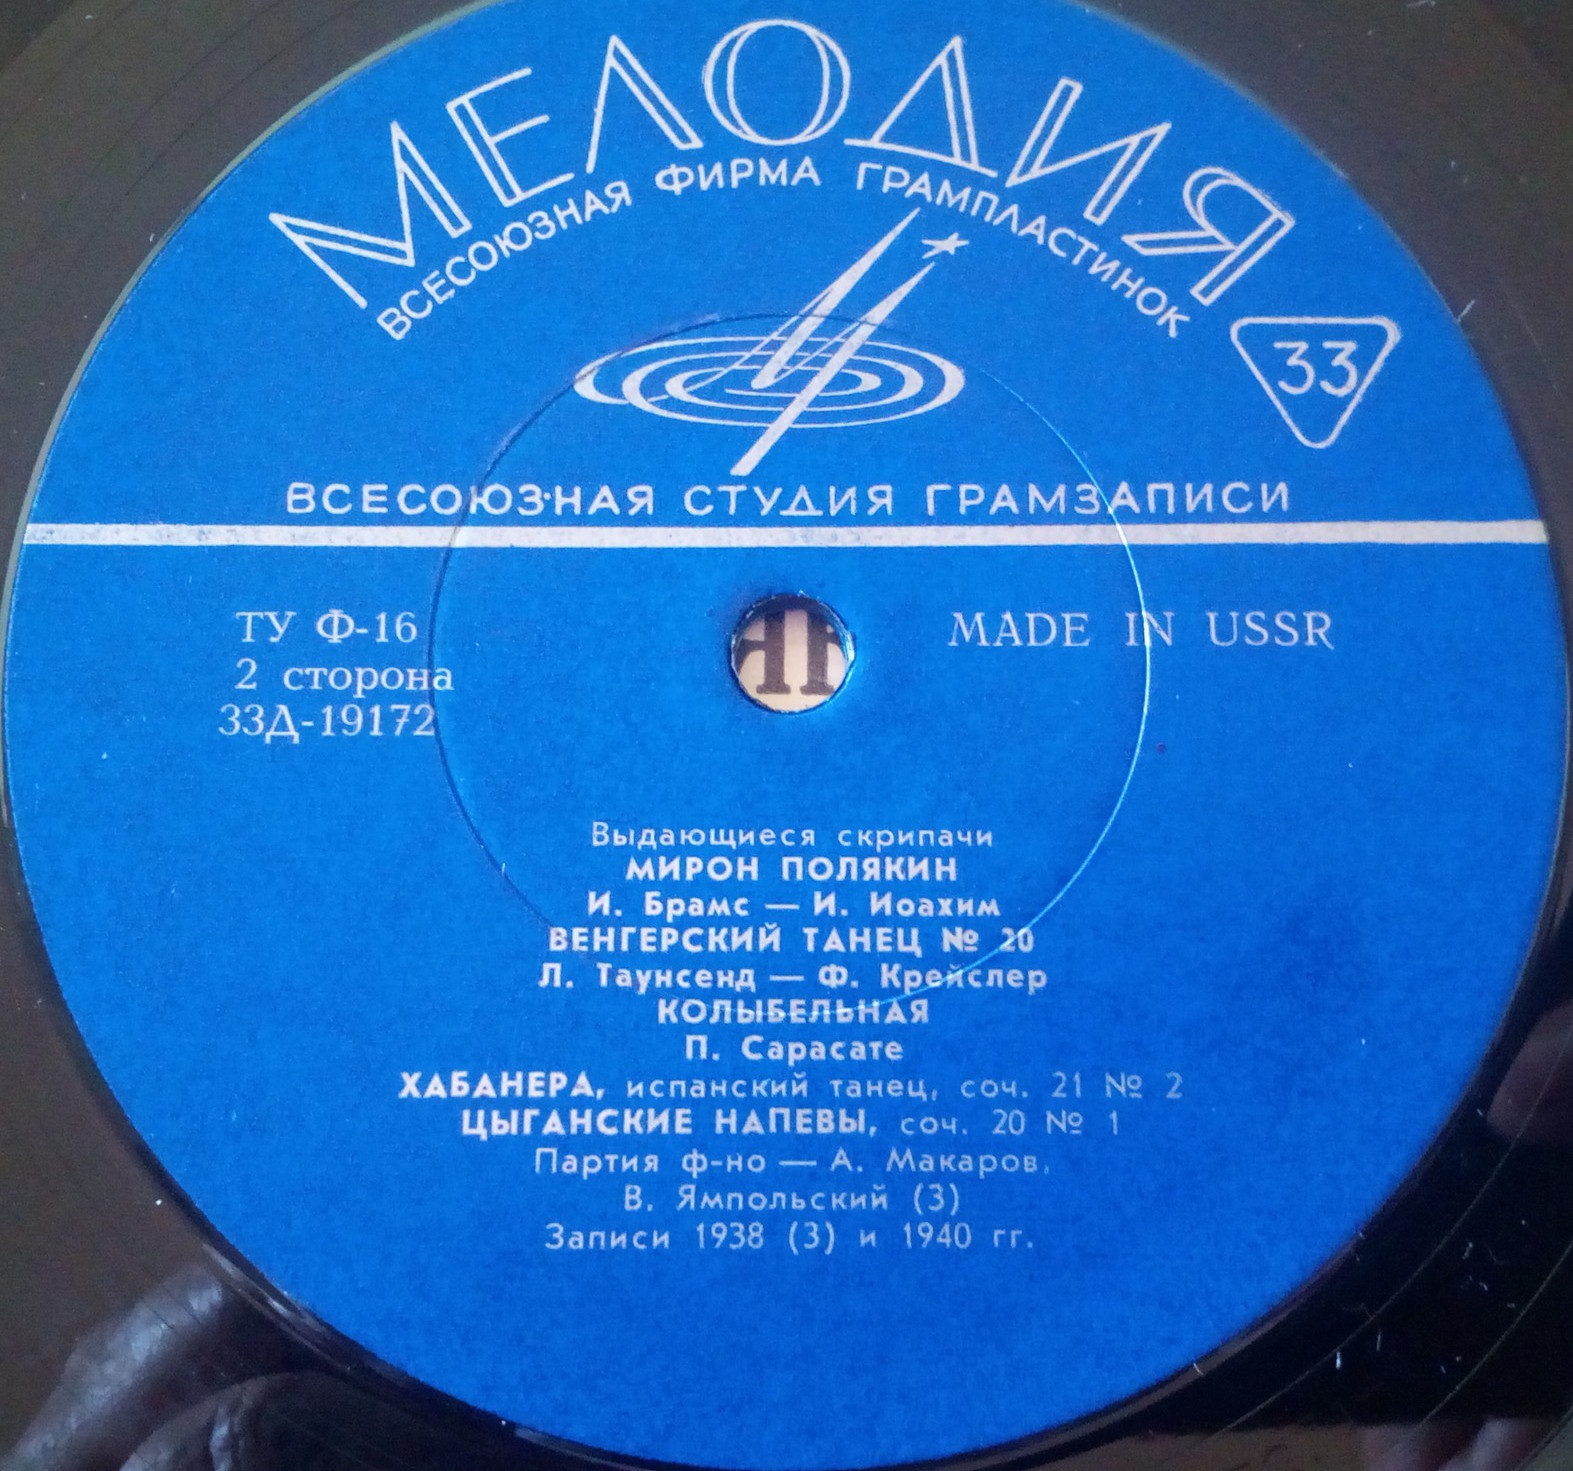 МЕЛОДИЯ
ВСЕСОЮЗНАЯ ФИРМА ГРАМПЛАСТИНОК
33
ВСЕСОЮЗНАЯ СТУДИЯ ГРАМЗАПИСИ
ТУ Ф-16
2 сторона
33Д-19172
MADE IN USSR
Выдающиеся скрипачи
МИРОН ПОЛЯКИН
И. Брамс — И. Иоахим
ВЕНГЕРСКИЙ ТАНЕЦ № 20
Л. Таунсенд — Ф. Крейслер
КОЛЫБЕЛЬНАЯ
П. Сарасате
ХАБАНЕРА, испанский танец, соч. 21 № 2
ЦЫГАНСКИЕ НАПЕВЫ, соч. 20 № 1
Партия ф-но — А. Макаров,
В. Ямпольский (3)
Записи 1938 (3) и 1940 гг.